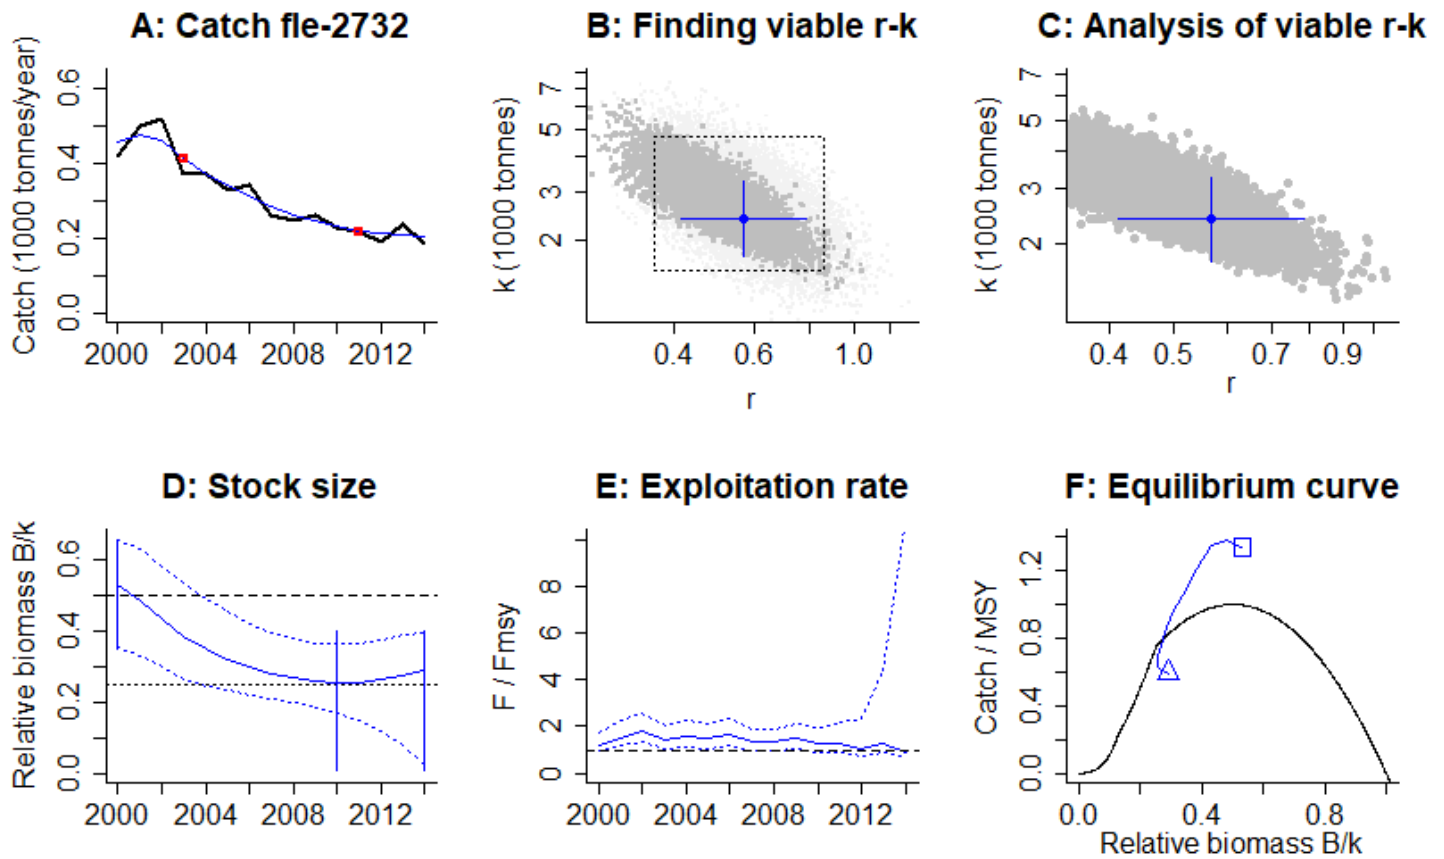 A: Catch fle-2732
Catch (1000 tonnes/year)
0.0 0.2 0.4 0.6
2000 2004 2008 2012
B: Finding viable r-k
k (1000 tonnes)
2 3 5 7
0.4 0.6 1.0
r
C: Analysis of viable r-k
k (1000 tonnes)
2 3 5 7
0.4 0.5 0.7 0.9
r
D: Stock size
Relative biomass B/k
0.0 0.2 0.4 0.6
2000 2004 2008 2012
E: Exploitation rate
F / Fmsy
0 2 4 6 8
2000 2004 2008 2012
F: Equilibrium curve
Catch / MSY
0.0 0.4 0.8 1.2
0.0 0.4 0.8
Relative biomass B/k